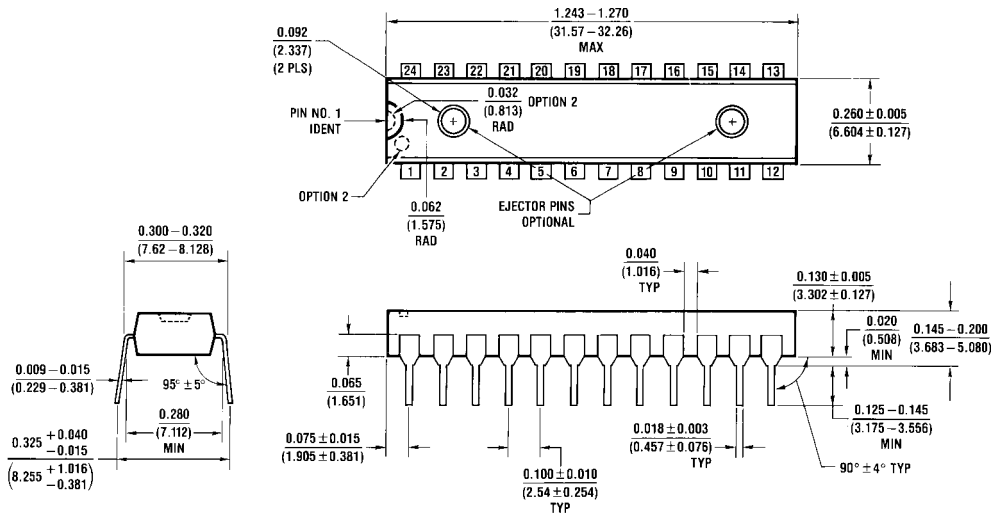 1.243 – 1.270
(31.57 – 32.26)
MAX
0.092
(2.337)
(2 PLS)
24 23 22 21 20 19 18 17 16 15 14 13
0.032
(0.813)
RAD
OPTION 2
PIN NO. 1
IDENT
0.260 ± 0.005
(6.604 ± 0.127)
1 2 3 4 5 6 7 8 9 10 11 12
OPTION 2
0.062
(1.575)
RAD
EJECTOR PINS
OPTIONAL
0.300 – 0.320
(7.62 – 8.128)
0.009 – 0.015
(0.229 – 0.381)
95° ± 5°
0.280
(7.112)
MIN
0.325 + 0.040
– 0.015
(8.255 + 1.016
– 0.381)
0.040
(1.016)
TYP
0.130 ± 0.005
(3.302 ± 0.127)
0.020
(0.508)
MIN
0.145 – 0.200
(3.683 – 5.080)
0.065
(1.651)
0.125 – 0.145
(3.175 – 3.556)
MIN
0.075 ± 0.015
(1.905 ± 0.381)
0.018 ± 0.003
(0.457 ± 0.076)
TYP
90° ± 4° TYP
0.100 ± 0.010
(2.54 ± 0.254)
TYP